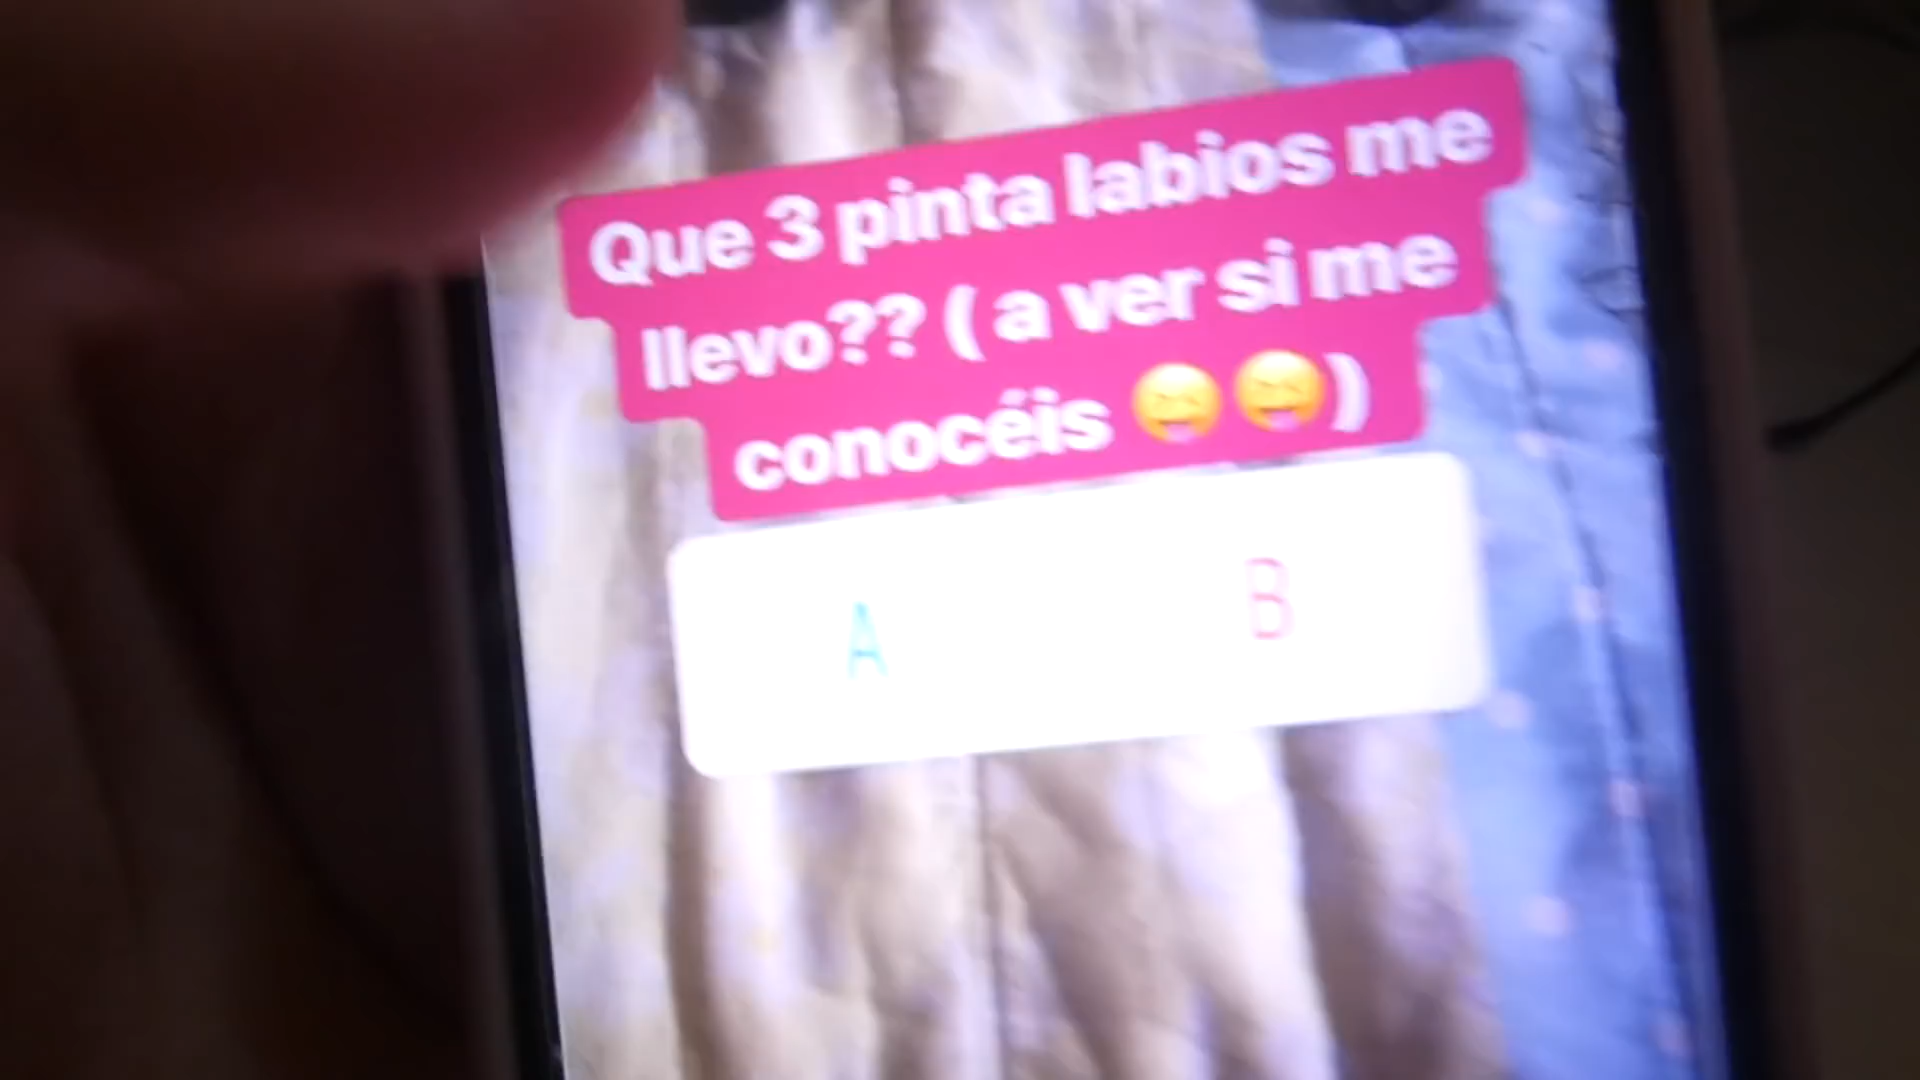 Que 3 pinta labios me
llevo?? ( a ver si me
conocéis 😝😝)
A
B